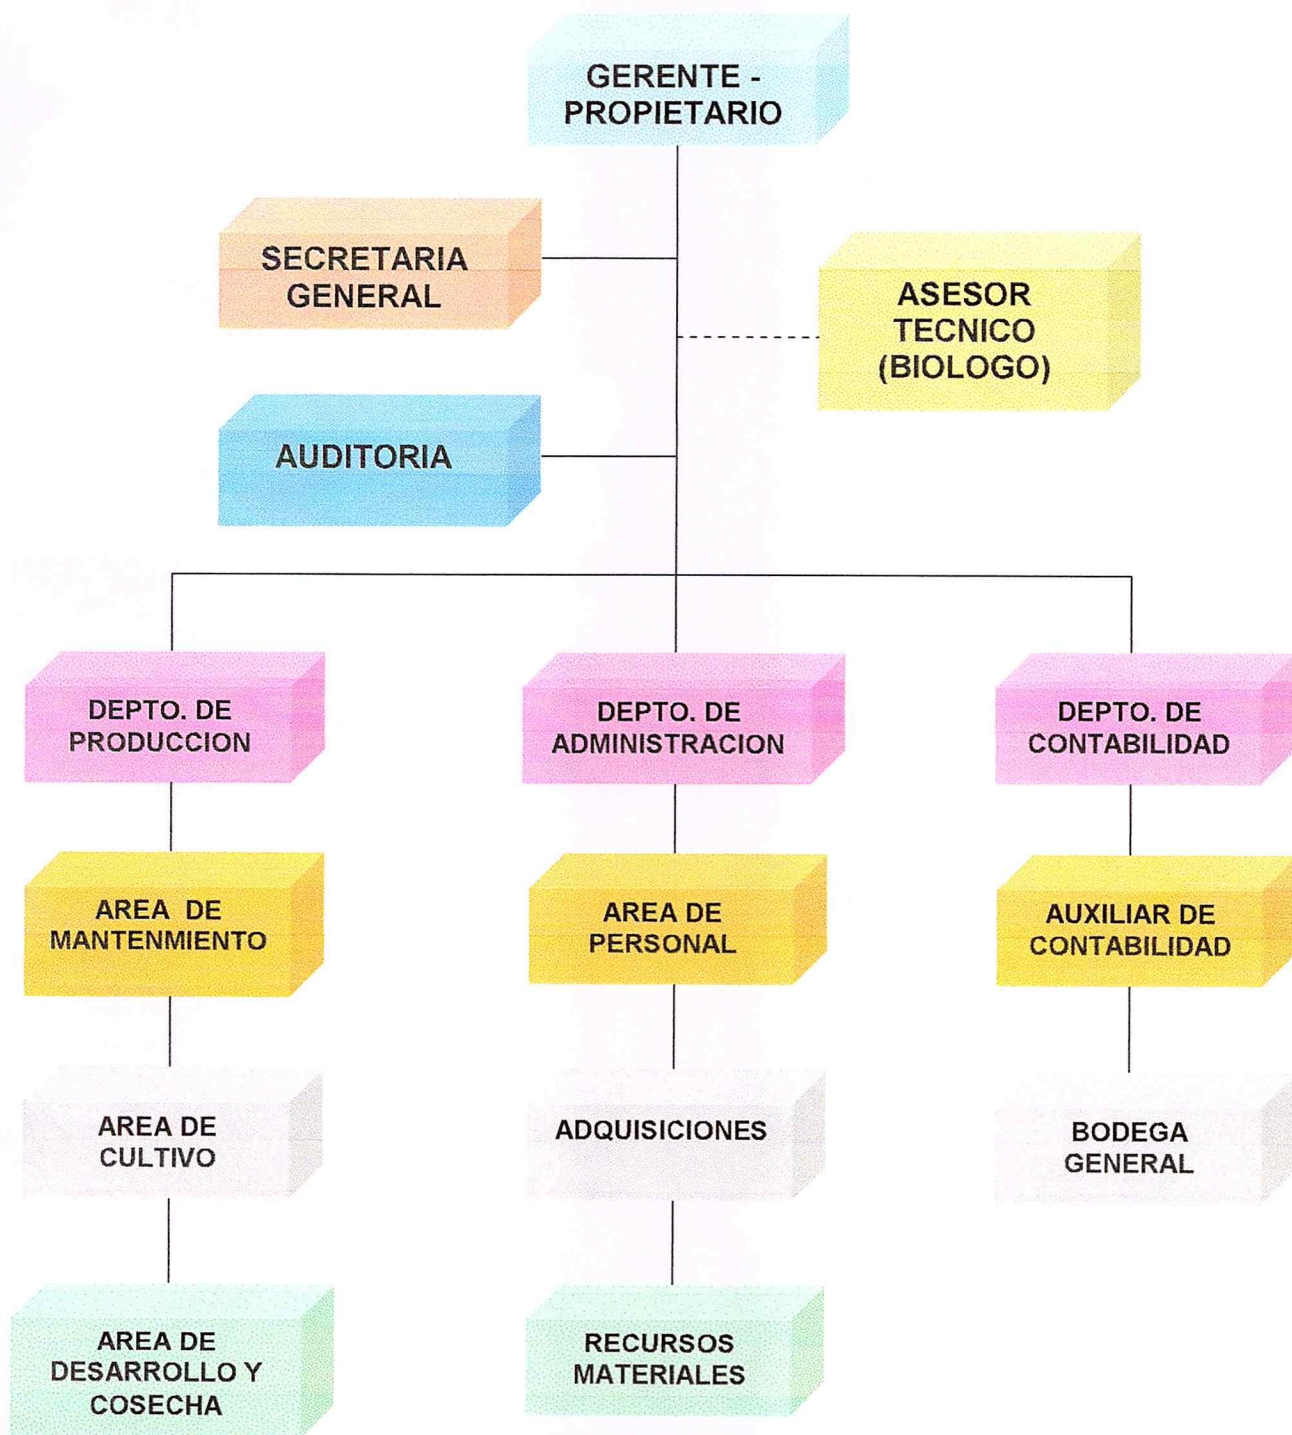 GERENTE -
PROPIETARIO
SECRETARIA
GENERAL
ASESOR
TECNICO
(BIOLOGO)
AUDITORIA
DEPTO. DE
PRODUCCION
DEPTO. DE
ADMINISTRACION
DEPTO. DE
CONTABILIDAD
AREA DE
MANTENMIENTO
AREA DE
PERSONAL
AUXILIAR DE
CONTABILIDAD
AREA DE
CULTIVO
ADQUISICIONES
BODEGA
GENERAL
AREA DE
DESARROLLO Y
COSECHA
RECURSOS
MATERIALES